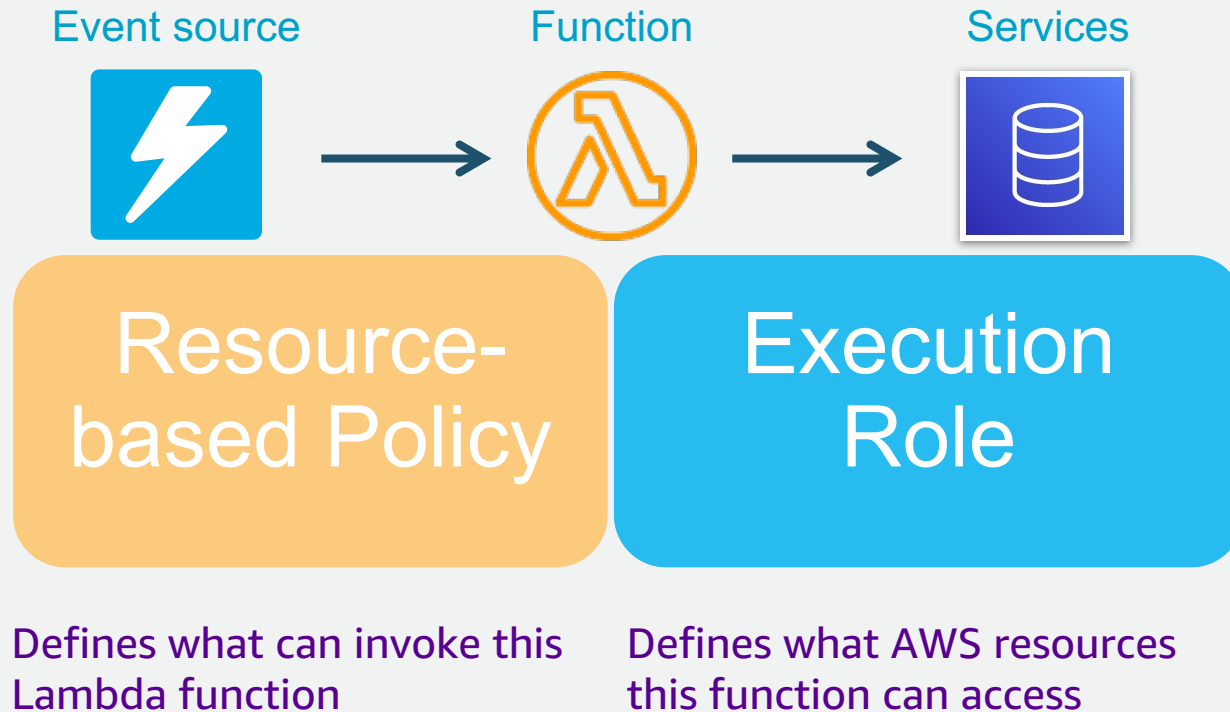 Event source
Function
Services
Resource-
based Policy
Execution
Role
Defines what can invoke this
Lambda function
Defines what AWS resources
this function can access